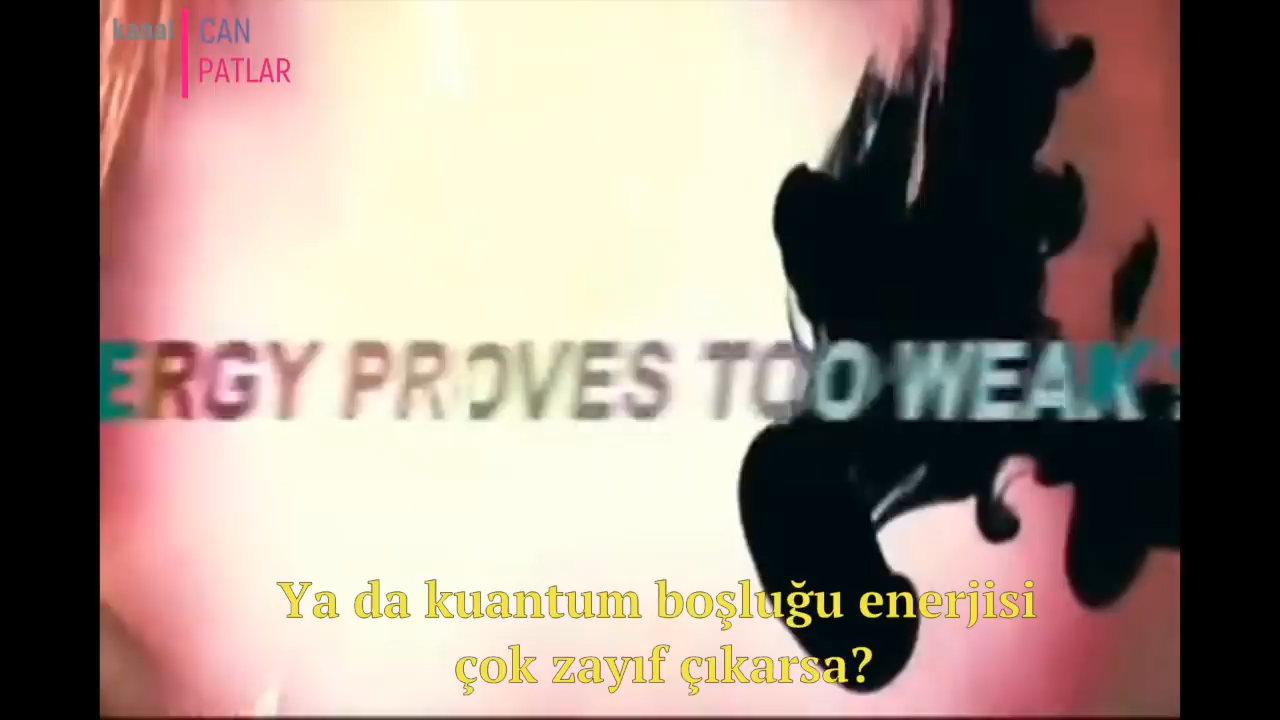 kanal
CAN
PATLAR
ERGY PROVES TOO WEAK?
Ya da kuantum boşluğu enerjisi
çok zayıf çıkarsa?